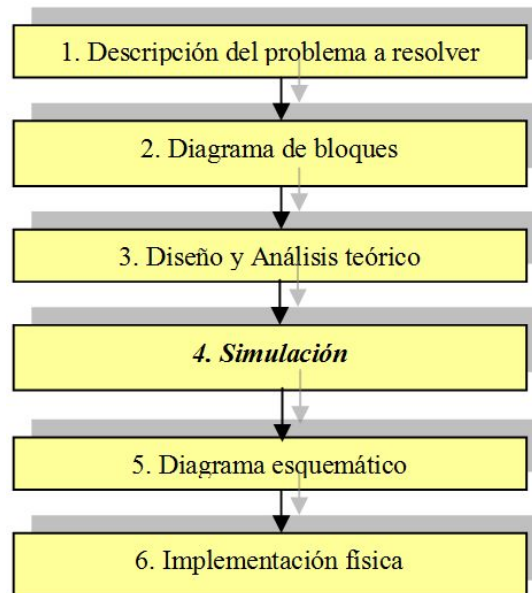 1. Descripción del problema a resolver
2. Diagrama de bloques
3. Diseño y Análisis teórico
4. Simulación
5. Diagrama esquemático
6. Implementación física